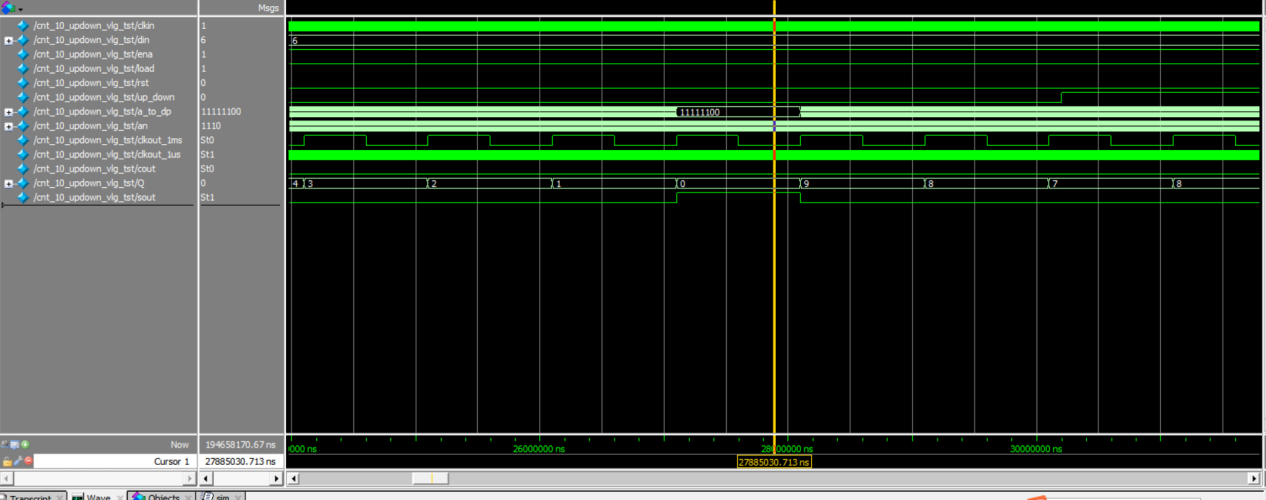 Msgs
/cnt_10_updown_vlg_tst/clkin 1
/cnt_10_updown_vlg_tst/din 6 6
/cnt_10_updown_vlg_tst/ena 1
/cnt_10_updown_vlg_tst/load 1
/cnt_10_updown_vlg_tst/rst 0
/cnt_10_updown_vlg_tst/up_down 0
/cnt_10_updown_vlg_tst/a_to_dp 11111100 11111100
/cnt_10_updown_vlg_tst/an 1110
/cnt_10_updown_vlg_tst/clkout_1ms St0
/cnt_10_updown_vlg_tst/clkout_1us St1
/cnt_10_updown_vlg_tst/cout St0
/cnt_10_updown_vlg_tst/Q 0 4 3 2 1 0 9 8 7 8
/cnt_10_updown_vlg_tst/sout St1
Now 194658170.67 ns 0000 ns 26000000 ns 28000000 ns 30000000 ns
Cursor 1 27885030.713 ns 27885030.713 ns
Transcript Wave Objects sim